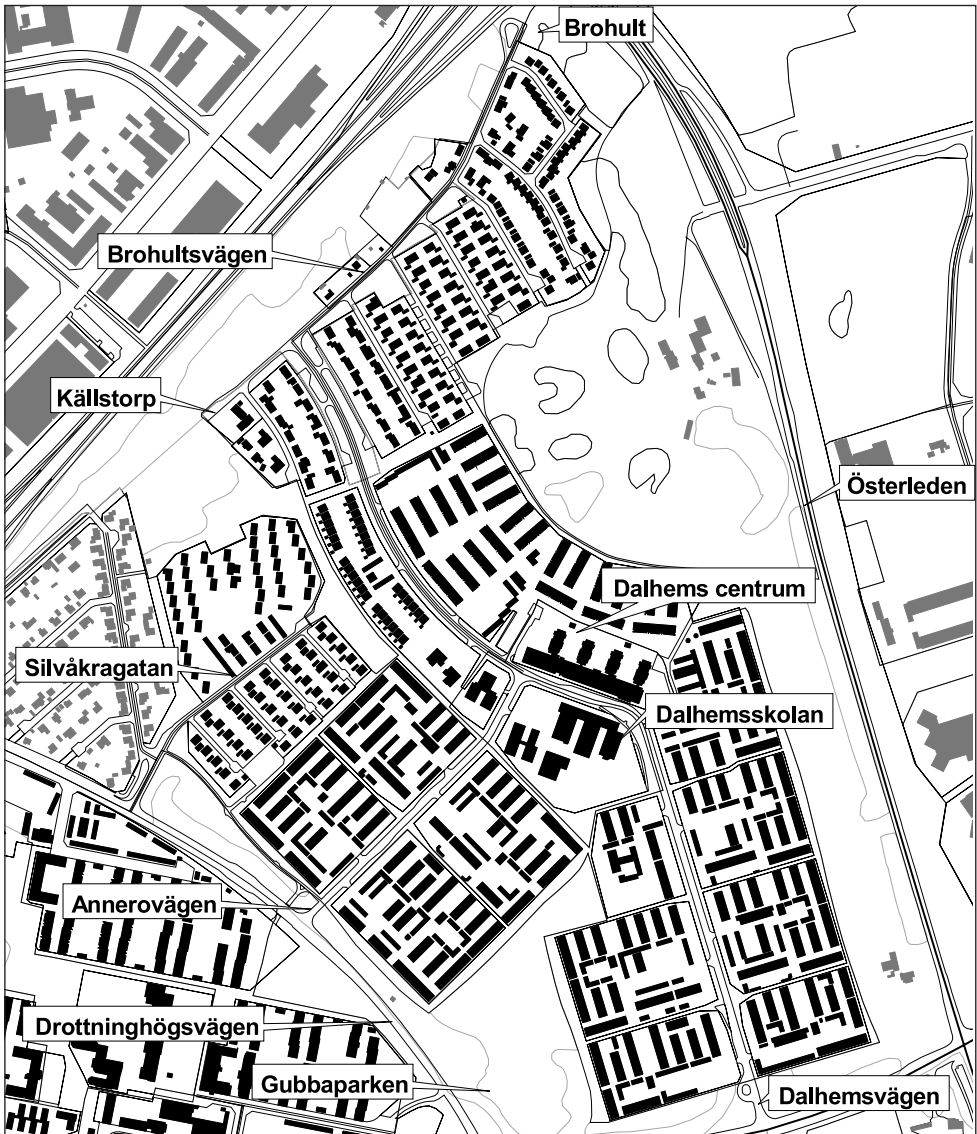 Brohult
Brohultsvägen
Källstorp
Österleden
Dalhems centrum
Silvåkragatan
Dalhemsskolan
Annerovägen
Drottninghögsvägen
Gubbaparken
Dalhemsvägen